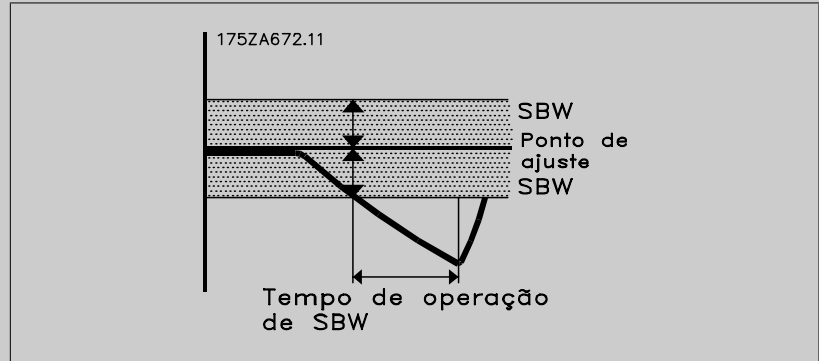 175ZA672.11
SBW
Ponto de
ajuste
SBW
Tempo de operação
de SBW